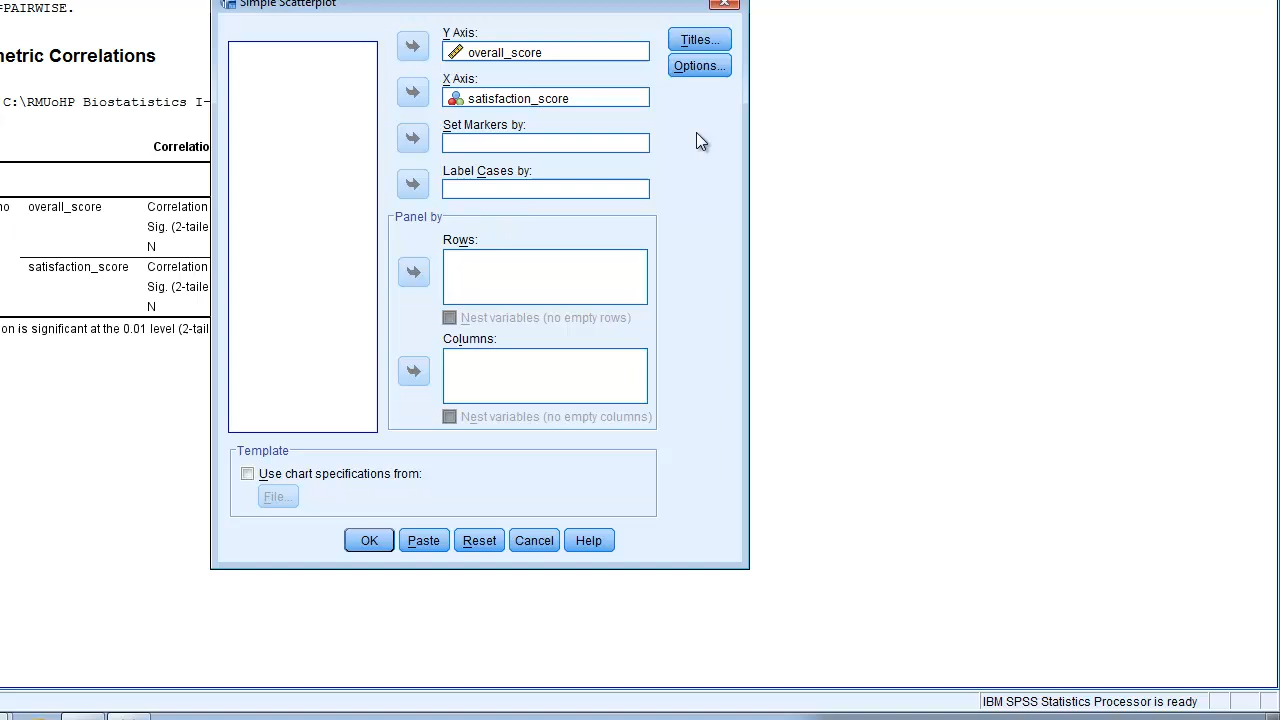 =PAIRWISE.
Simple Scatterplot
Y Axis:
overall_score
Titles...
Options...
metric Correlations
X Axis:
satisfaction_score
C:\RMUoHP Biostatistics I-
Set Markers by:
Correlatio
Label Cases by:
Panel by
Rows:
no overall_score Correlation
Sig. (2-taile
N
satisfaction_score Correlation
Sig. (2-taile
N
on is significant at the 0.01 level (2-tail
Nest variables (no empty rows)
Columns:
Nest variables (no empty columns)
Template
Use chart specifications from:
File...
OK Paste Reset Cancel Help
IBM SPSS Statistics Processor is ready